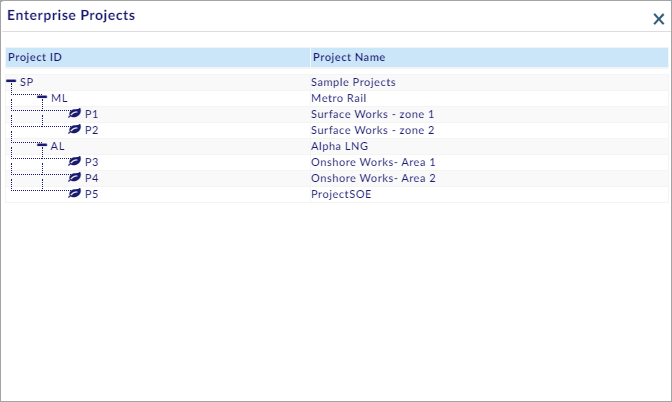 Enterprise Projects
Project ID Project Name
SP Sample Projects
ML Metro Rail
P1 Surface Works - zone 1
P2 Surface Works - zone 2
AL Alpha LNG
P3 Onshore Works- Area 1
P4 Onshore Works- Area 2
P5 ProjectSOE